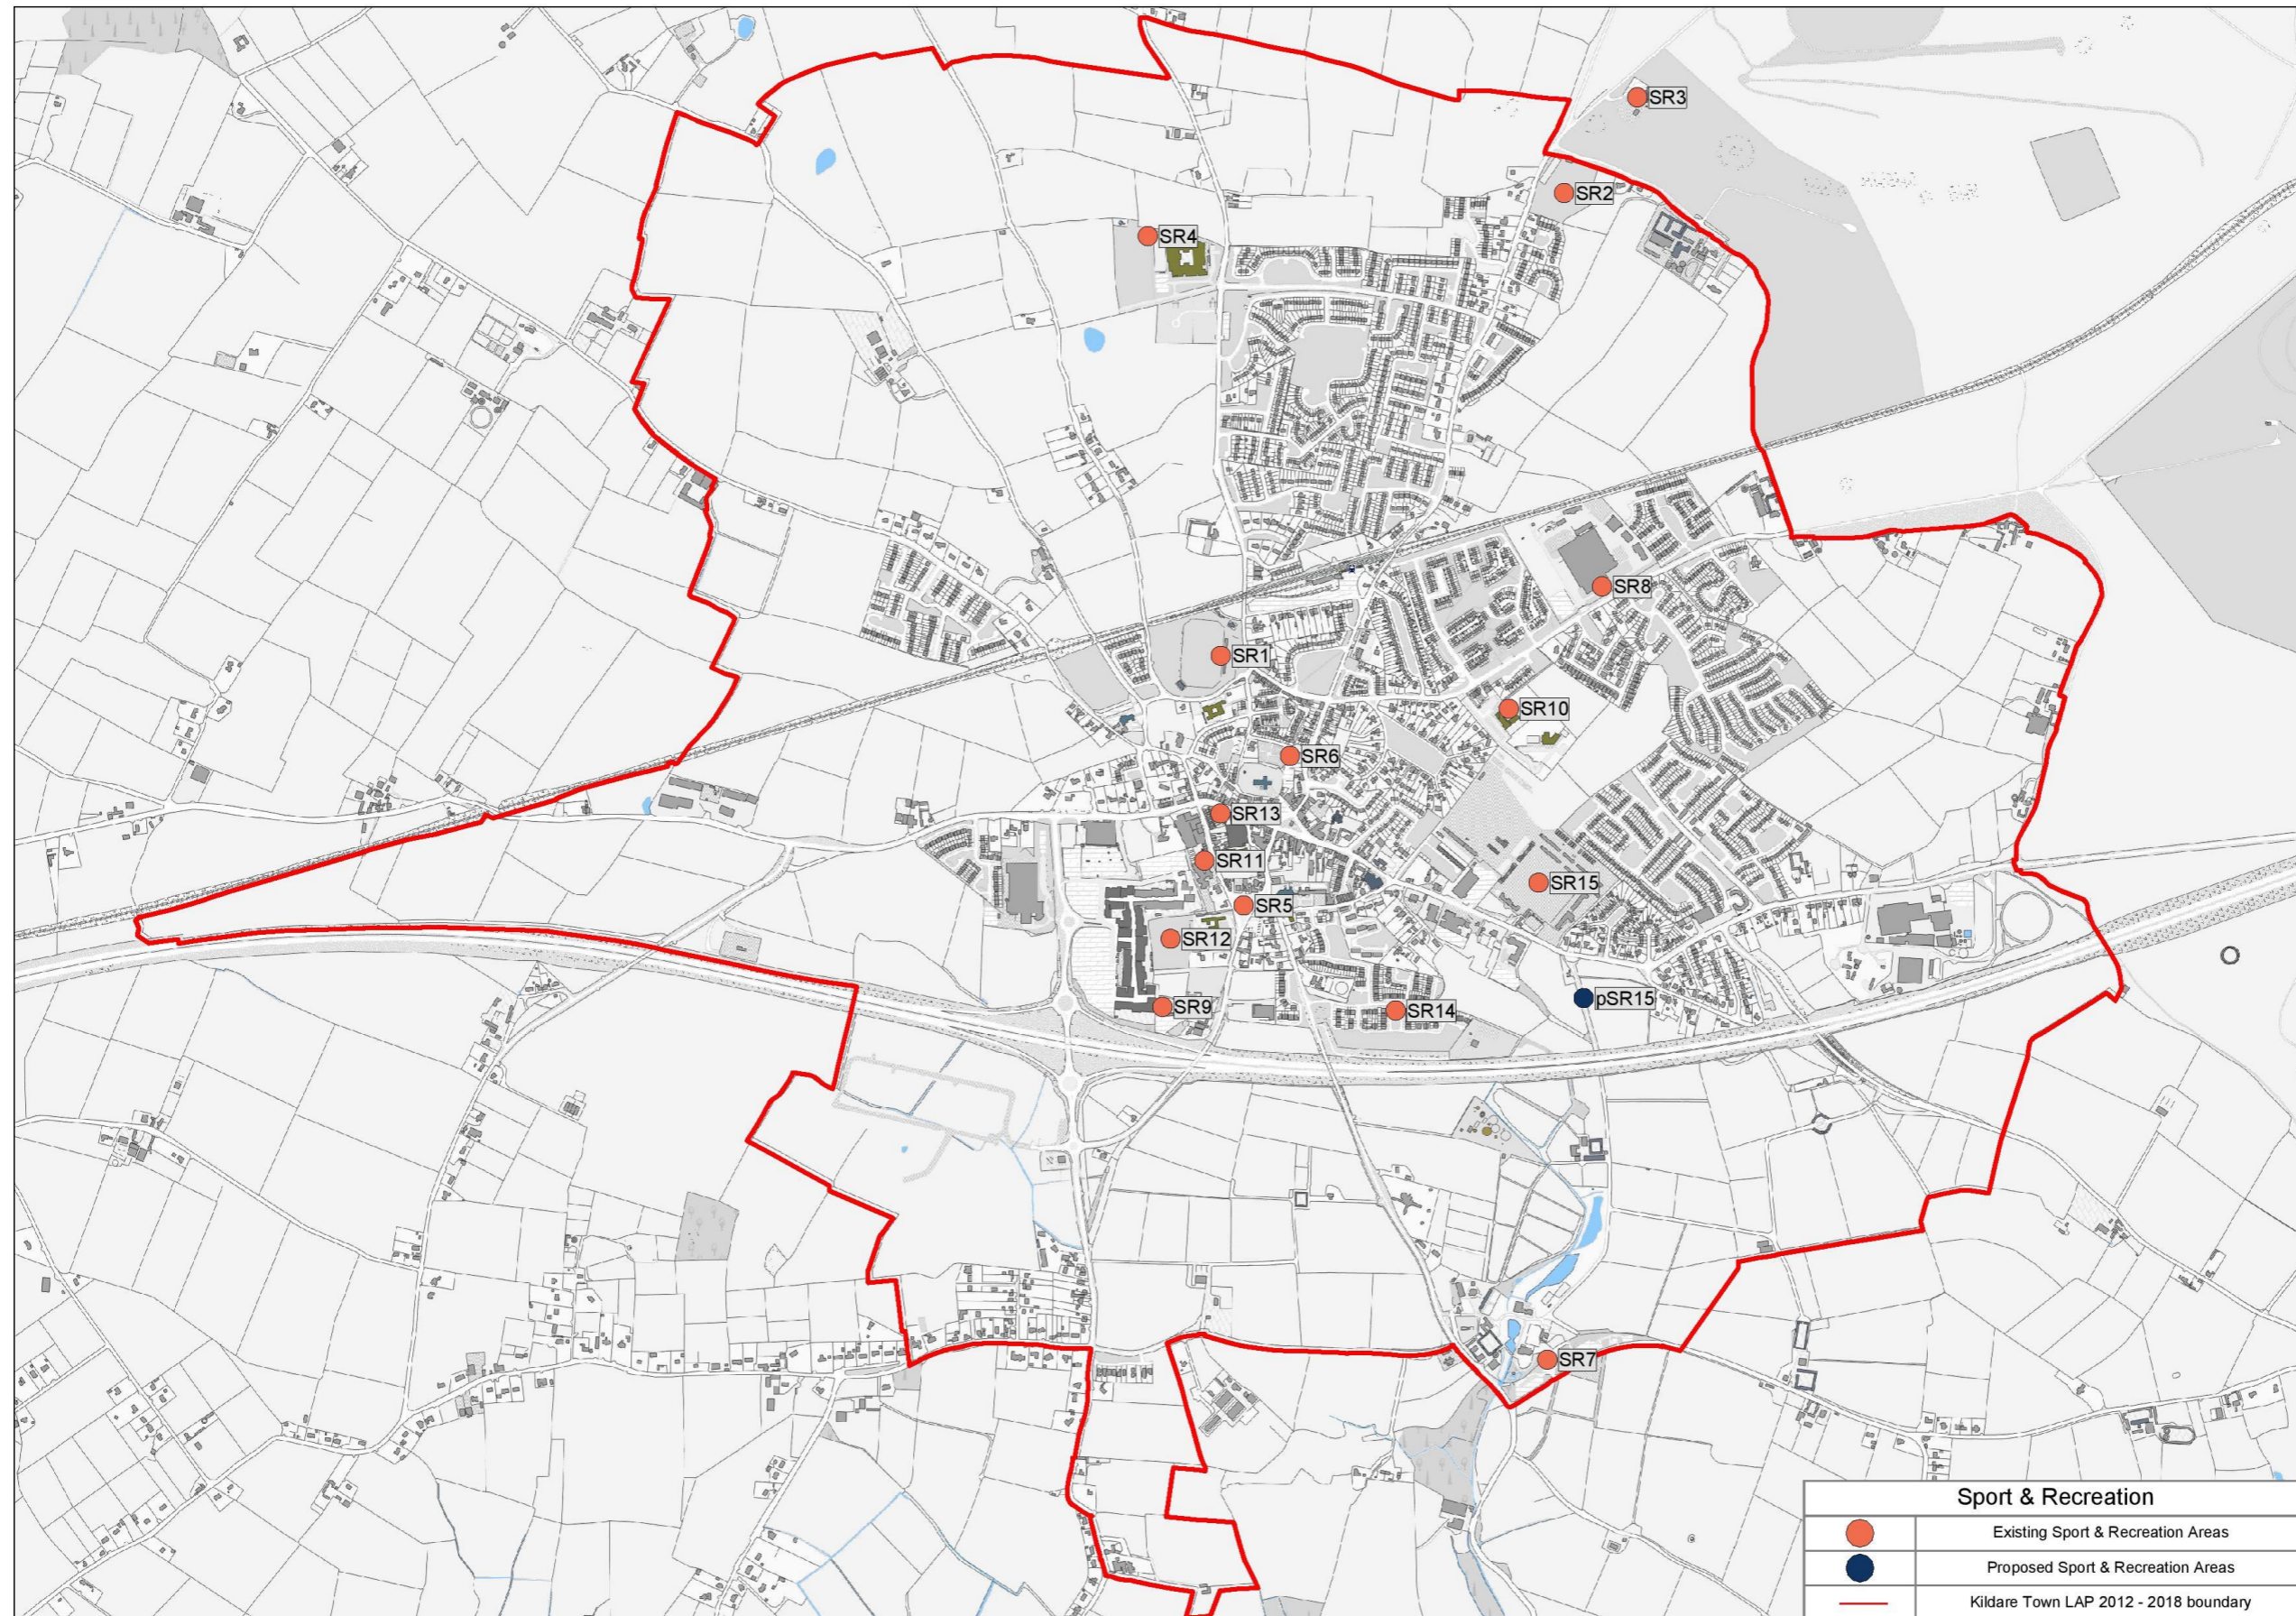 SR3
SR2
SR4
SR8
SR1
SR10
SR6
SR13
SR11
SR15
SR5
SR12
pSR15
SR9
SR14
SR7
Sport & Recreation
Existing Sport & Recreation Areas
Proposed Sport & Recreation Areas
Kildare Town LAP 2012 - 2018 boundary